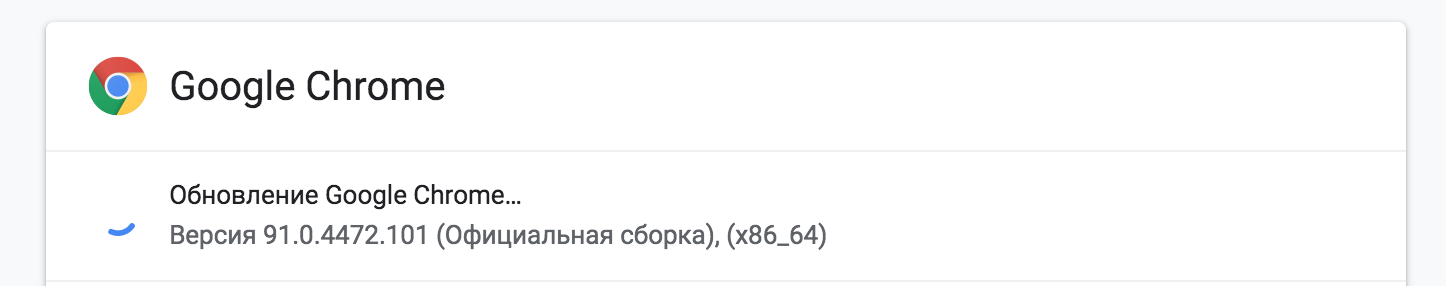 Google Chrome
Обновление Google Chrome...
Версия 91.0.4472.101 (Официальная сборка), (x86_64)